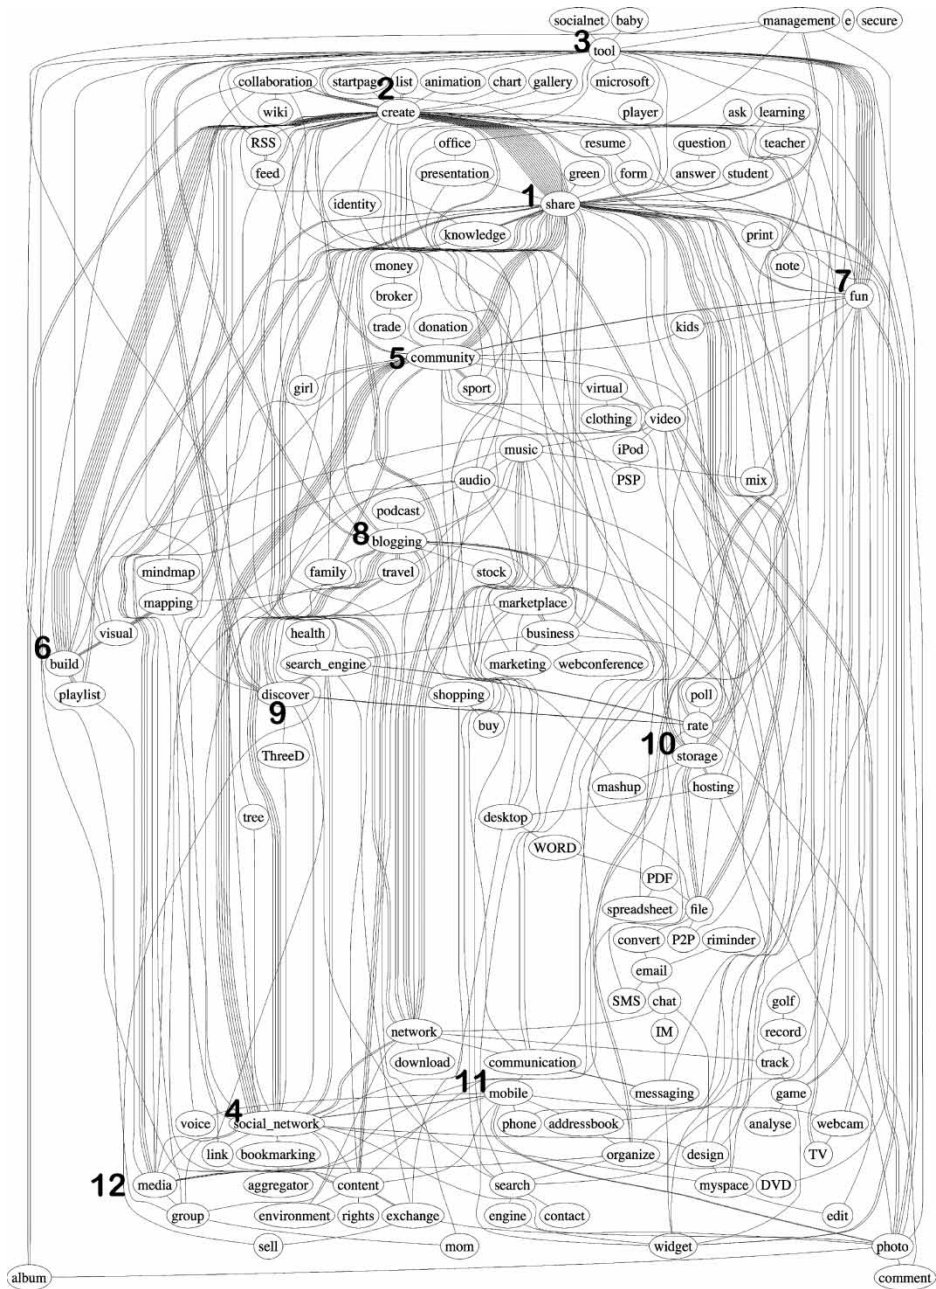 socialnet baby management e secure
3 tool
collaboration startpage list animation chart gallery microsoft
2 create wiki player ask learning
RSS office resume question teacher
feed presentation green form answer student
1 share identity
knowledge print
money note
broker 7 fun
trade donation kids
5 community
girl sport virtual
clothing video
music iPod
audio PSP mix
podcast
8 blogging
mindmap family travel stock
mapping marketplace
visual health business
6 build search_engine marketing webconference
playlist discover shopping poll
9 buy rate
10 storage
ThreeD
mashup hosting
tree desktop
WORD
PDF
spreadsheet file
convert P2P riminder
email
SMS chat golf
network IM record
download communication track
11 mobile messaging game
4 voice social_network phone addressbook analyse webcam
link bookmarking organize design TV
12 media aggregator content search myspace DVD
group environment rights exchange engine contact edit
sell mom widget photo
album comment